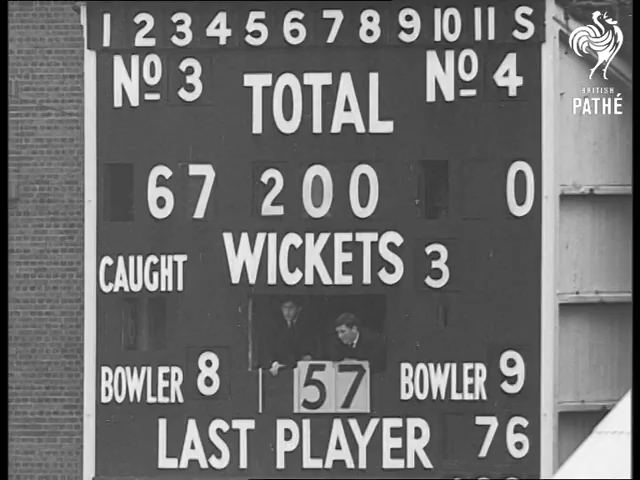 1 2 3 4 5 6 7 8 9 10 11 S
No 3 TOTAL No 4
67 200 0
WICKETS 3
CAUGHT
BOWLER 8 57 BOWLER 9
LAST PLAYER 76
BRITISH
PATHÉ